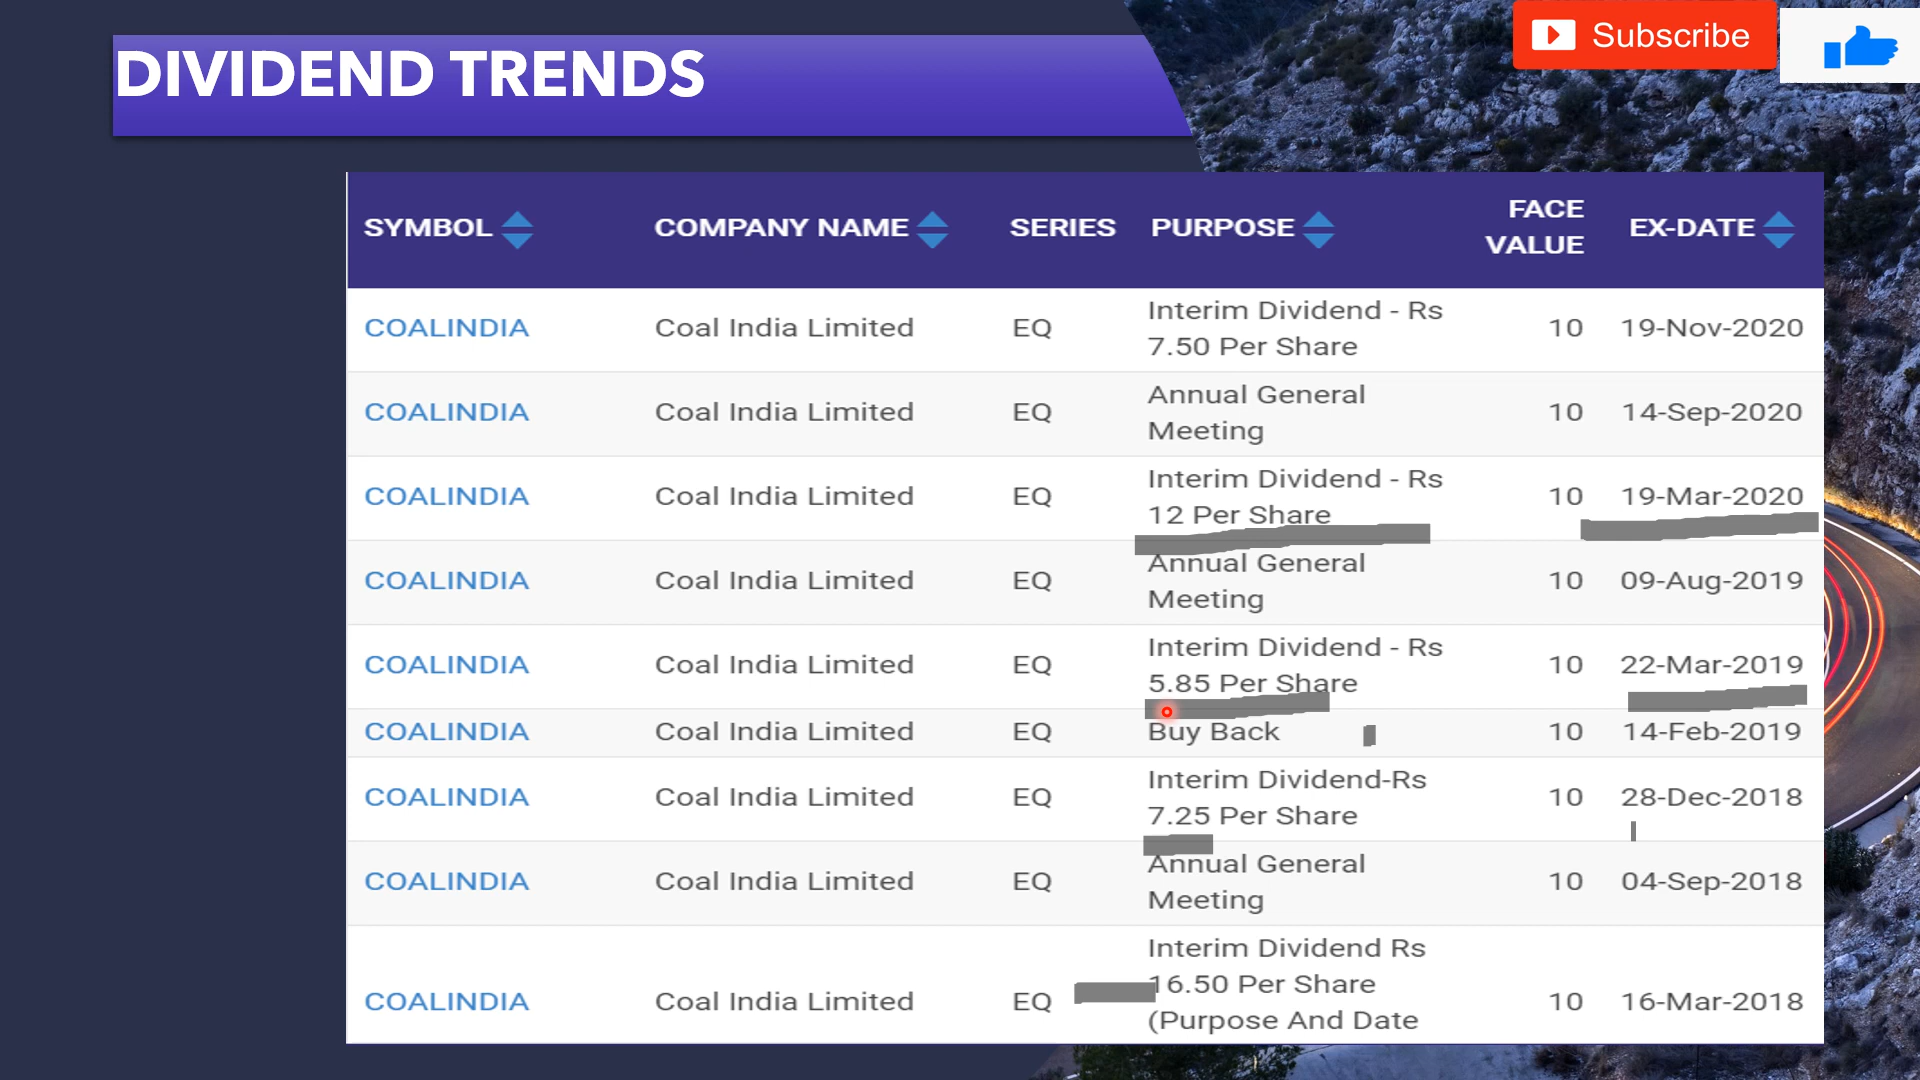 DIVIDEND TRENDS
Subscribe
SYMBOL COMPANY NAME SERIES PURPOSE FACE VALUE EX-DATE
COALINDIA Coal India Limited EQ Interim Dividend - Rs 7.50 Per Share 10 19-Nov-2020
COALINDIA Coal India Limited EQ Annual General Meeting 10 14-Sep-2020
COALINDIA Coal India Limited EQ Interim Dividend - Rs 12 Per Share 10 19-Mar-2020
COALINDIA Coal India Limited EQ Annual General Meeting 10 09-Aug-2019
COALINDIA Coal India Limited EQ Interim Dividend - Rs 5.85 Per Share 10 22-Mar-2019
COALINDIA Coal India Limited EQ Buy Back 10 14-Feb-2019
COALINDIA Coal India Limited EQ Interim Dividend-Rs 7.25 Per Share 10 28-Dec-2018
COALINDIA Coal India Limited EQ Annual General Meeting 10 04-Sep-2018
COALINDIA Coal India Limited EQ Interim Dividend Rs 16.50 Per Share (Purpose And Date 10 16-Mar-2018